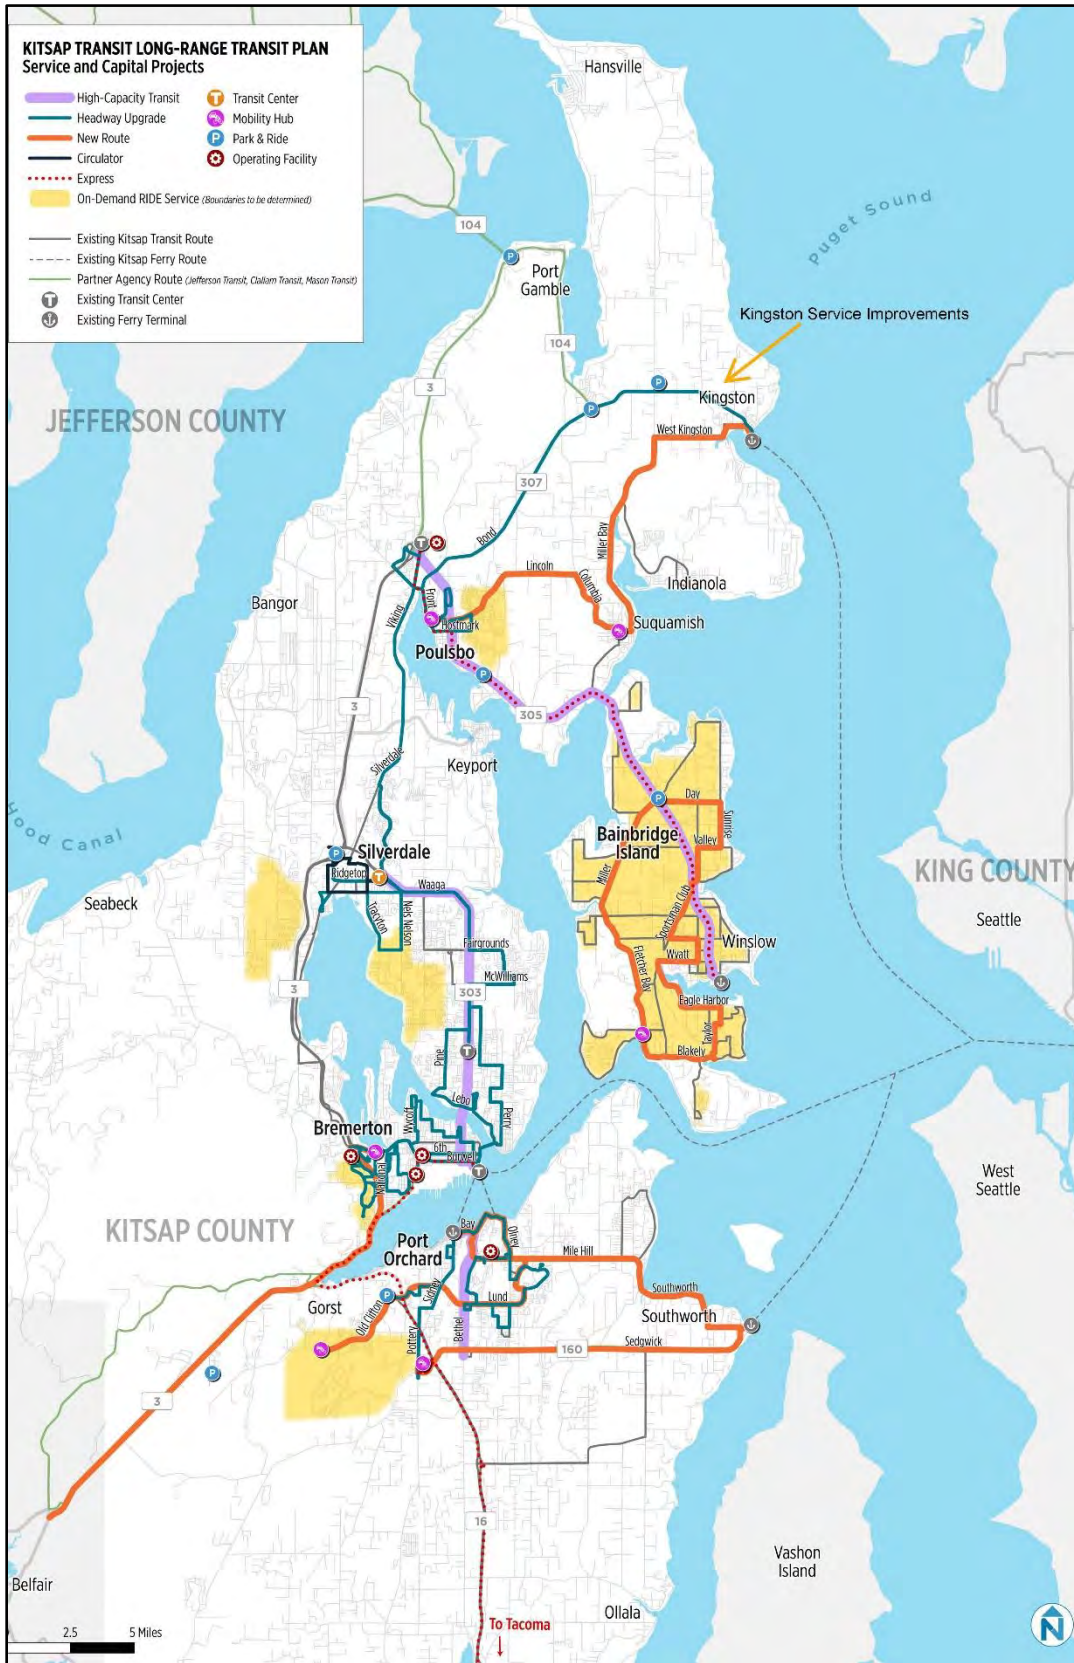 KITSAP TRANSIT LONG-RANGE TRANSIT PLAN
Service and Capital Projects
High-Capacity Transit
Headway Upgrade
New Route
Circulator
Express
On-Demand RIDE Service (Boundaries to be determined)
T Transit Center
Mobility Hub
P Park & Ride
Operating Facility
Existing Kitsap Transit Route
Existing Kitsap Ferry Route
Partner Agency Route (Jefferson Transit, Clallam Transit, Mason Transit)
T Existing Transit Center
Existing Ferry Terminal
Hansville
Puget Sound
104
P
Port
Gamble
Kingston Service Improvements
104
3
P
P
Kingston
JEFFERSON COUNTY
West Kingston
307
Bond
Miller Bay
T
Lincoln
Columbia
Indianola
Bangor
Viking
Front
Hostmark
Suquamish
Poulsbo
P
3
305
Silverdale
Keyport
Hood Canal
P
Day
Sunrise
Bainbridge
Island
Valley
P
Silverdale
Ridgetop
T
Waaga
Miller
KING COUNTY
Seabeck
Tracyton
Nels Nelson
Sportsman Club
Seattle
Fairgrounds
Winslow
McWilliams
Wyatt
Fletcher Bay
3
303
Eagle Harbor
Taylor
Pine
T
Blakely
Lebo
Perry
Wycoff
Bremerton
6th
Burwell
National
T
West
Seattle
KITSAP COUNTY
Bay
Olney
Port
Orchard
Mile Hill
Sidney
Southworth
Gorst
P
Lund
Southworth
Old Clifton
Bethel
Pottery
Sedgwick
160
P
3
16
Vashon
Island
Belfair
Ollala
To Tacoma
2.5
5 Miles
N